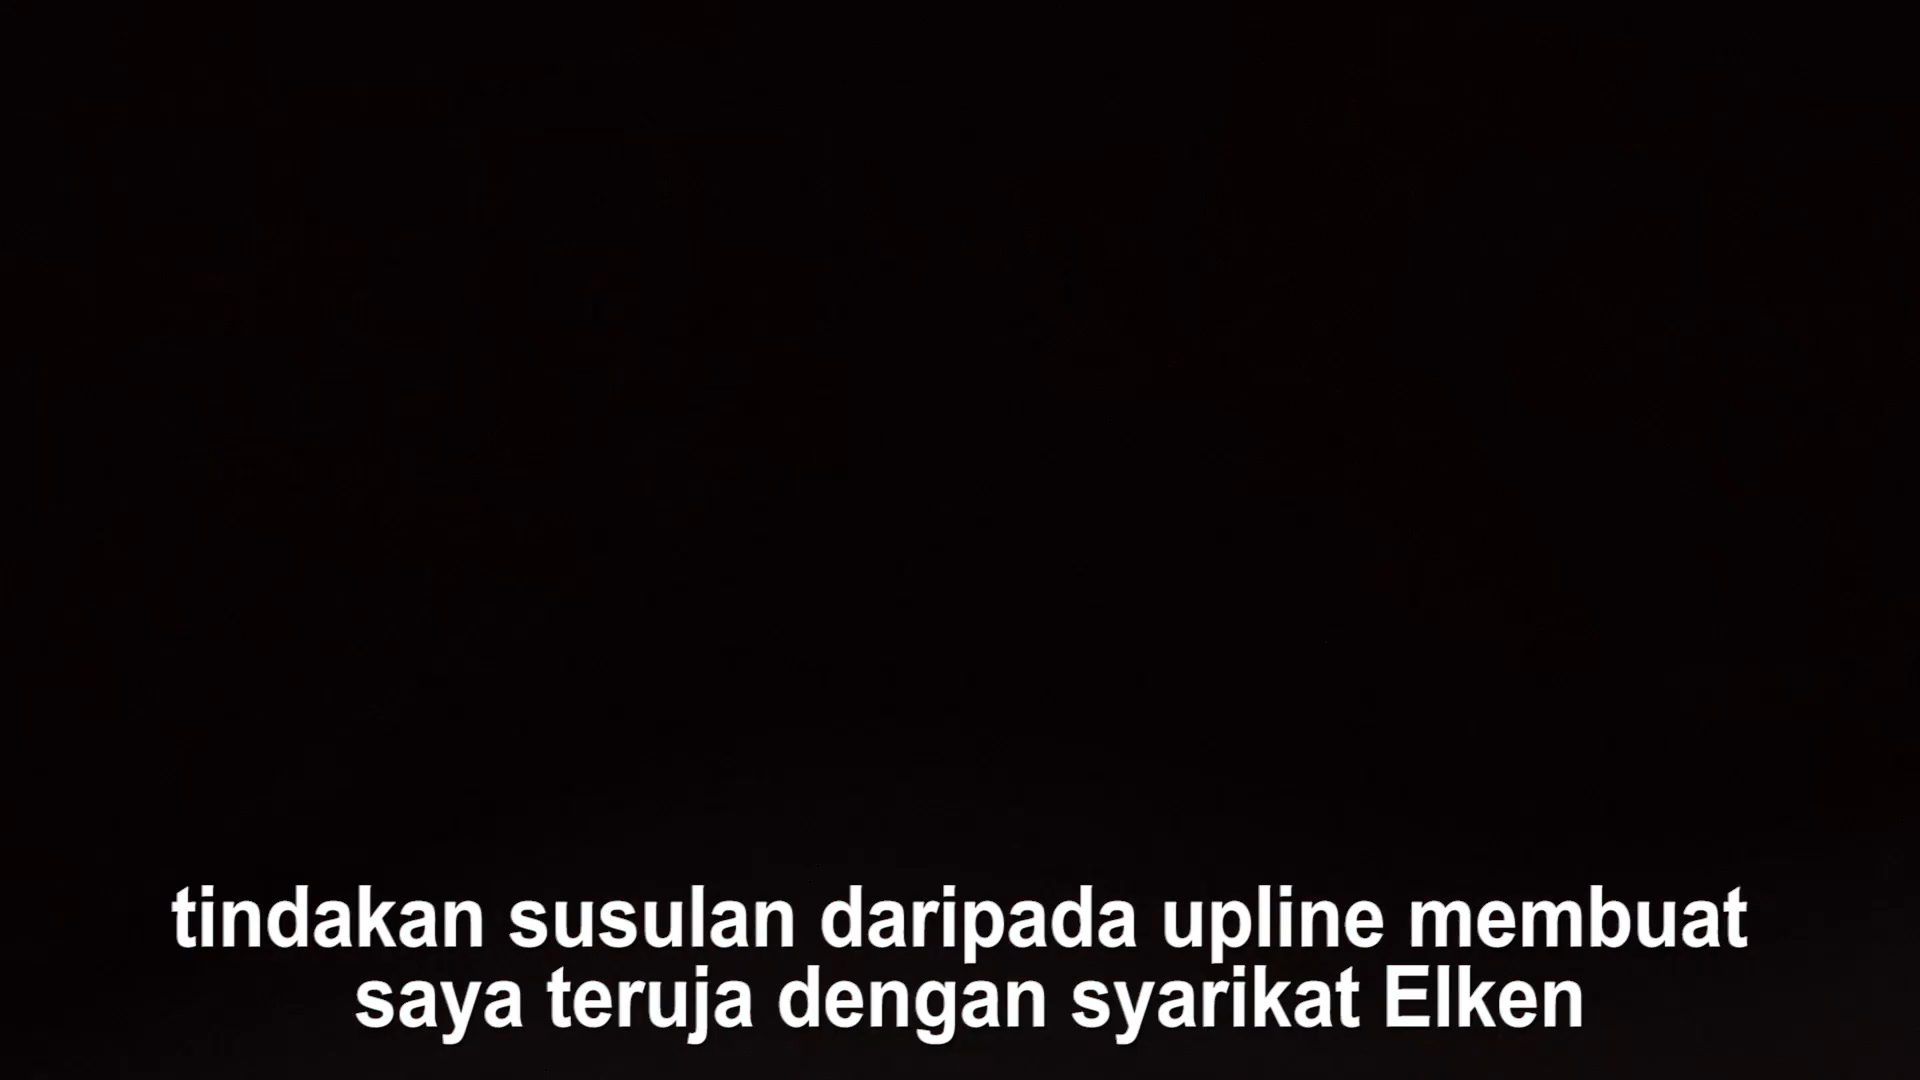 tindakan susulan daripada upline membuat
saya teruja dengan syarikat Elken